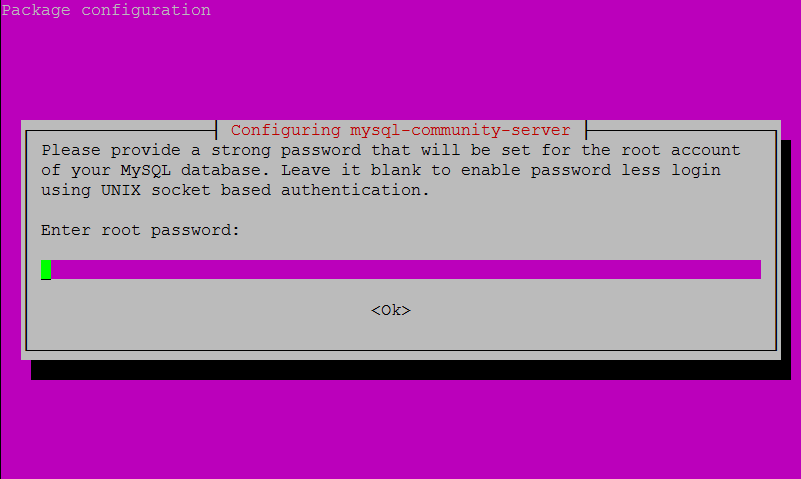 Package configuration
Configuring mysql-community-server
Please provide a strong password that will be set for the root account
of your MySQL database. Leave it blank to enable password less login
using UNIX socket based authentication.
Enter root password:
<Ok>